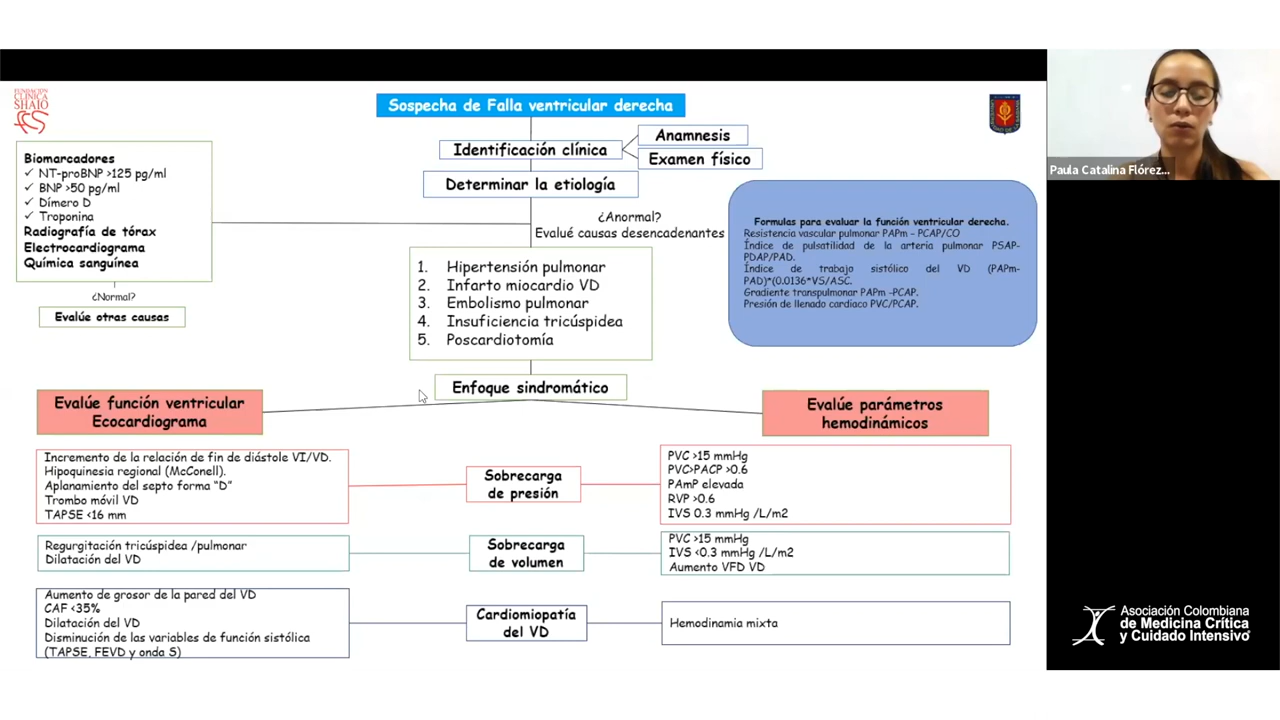 FUNDACIÓN
CLÍNICA
SHAIO
Sospecha de Falla ventricular derecha
Identificación clínica
Anamnesis
Examen físico
Determinar la etiología
Biomarcadores
✓ NT-proBNP >125 pg/ml
✓ BNP >50 pg/ml
✓ Dímero D
✓ Troponina
Radiografía de tórax
Electrocardiograma
Química sanguínea
¿Normal?
Evalúe otras causas
¿Anormal?
Evalué causas desencadenantes
1. Hipertensión pulmonar
2. Infarto miocardio VD
3. Embolismo pulmonar
4. Insuficiencia tricúspidea
5. Poscardiotomía
Formulas para evaluar la función ventricular derecha.
Resistencia vascular pulmonar PAPm - PCAP/CO
Índice de pulsatilidad de la arteria pulmonar PSAP-
PDAP/PAD.
Índice de trabajo sistólico del VD (PAPm-
PAD)*(0.0136*VS/ASC.
Gradiente transpulmonar PAPm -PCAP.
Presión de llenado cardiaco PVC/PCAP.
Enfoque sindromático
Evalúe función ventricular
Ecocardiograma
Evalúe parámetros
hemodinámicos
Incremento de la relación de fin de diástole VI/VD.
Hipoquinesia regional (McConell).
Aplanamiento del septo forma “D”
Trombo móvil VD
TAPSE <16 mm
Sobrecarga
de presión
PVC >15 mmHg
PVC>PACP >0.6
PAmP elevada
RVP >0.6
IVS 0.3 mmHg /L/m2
Regurgitación tricúspidea /pulmonar
Dilatación del VD
Sobrecarga
de volumen
PVC >15 mmHg
IVS <0.3 mmHg /L/m2
Aumento VFD VD
Aumento de grosor de la pared del VD
CAF <35%
Dilatación del VD
Disminución de las variables de función sistólica
(TAPSE, FEVD y onda S)
Cardiomiopatía
del VD
Hemodinamia mixta
Paula Catalina Flórez...
Asociación Colombiana
de Medicina Crítica
y Cuidado Intensivo